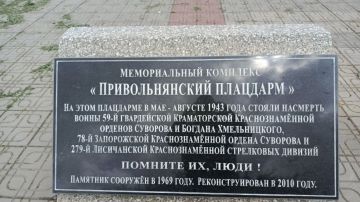 Мемориальный комплекс
« Привольнянский плацдарм »
На этом плацдарме в мае - августе 1943 года стояли насмерть
воины 59-й гвардейской Краматорской Краснознамённой
орденов Суворова и Богдана Хмельницкого,
78-й Запорожской Краснознамённой ордена Суворова и
279-й Лисичанской Краснознамённой стрелковых дивизий
Помните их, люди !
Памятник сооружён в 1969 году. Реконструирован в 2010 году.